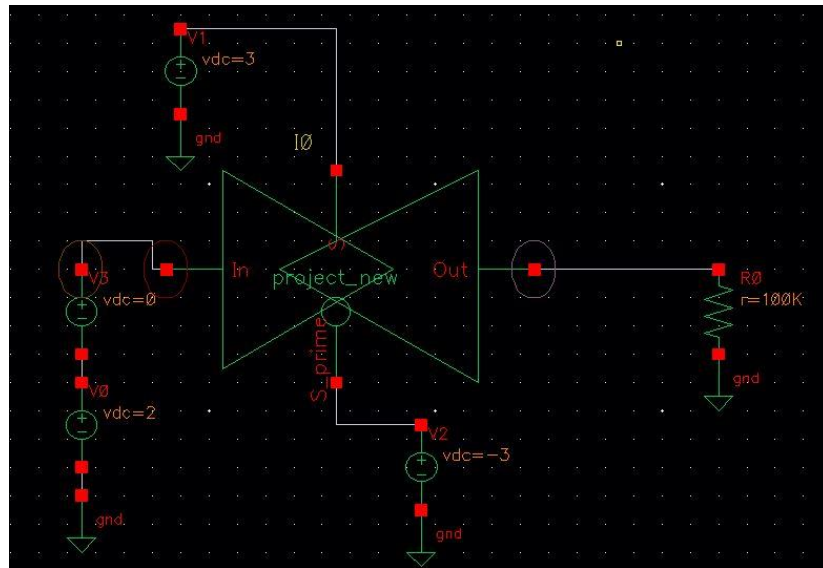 V1
vdc=3
gnd
I0
S
In
project_new
Out
S_prime
V3
vdc=0
V0
vdc=2
gnd
V2
vdc=-3
gnd
R0
r=100K
gnd